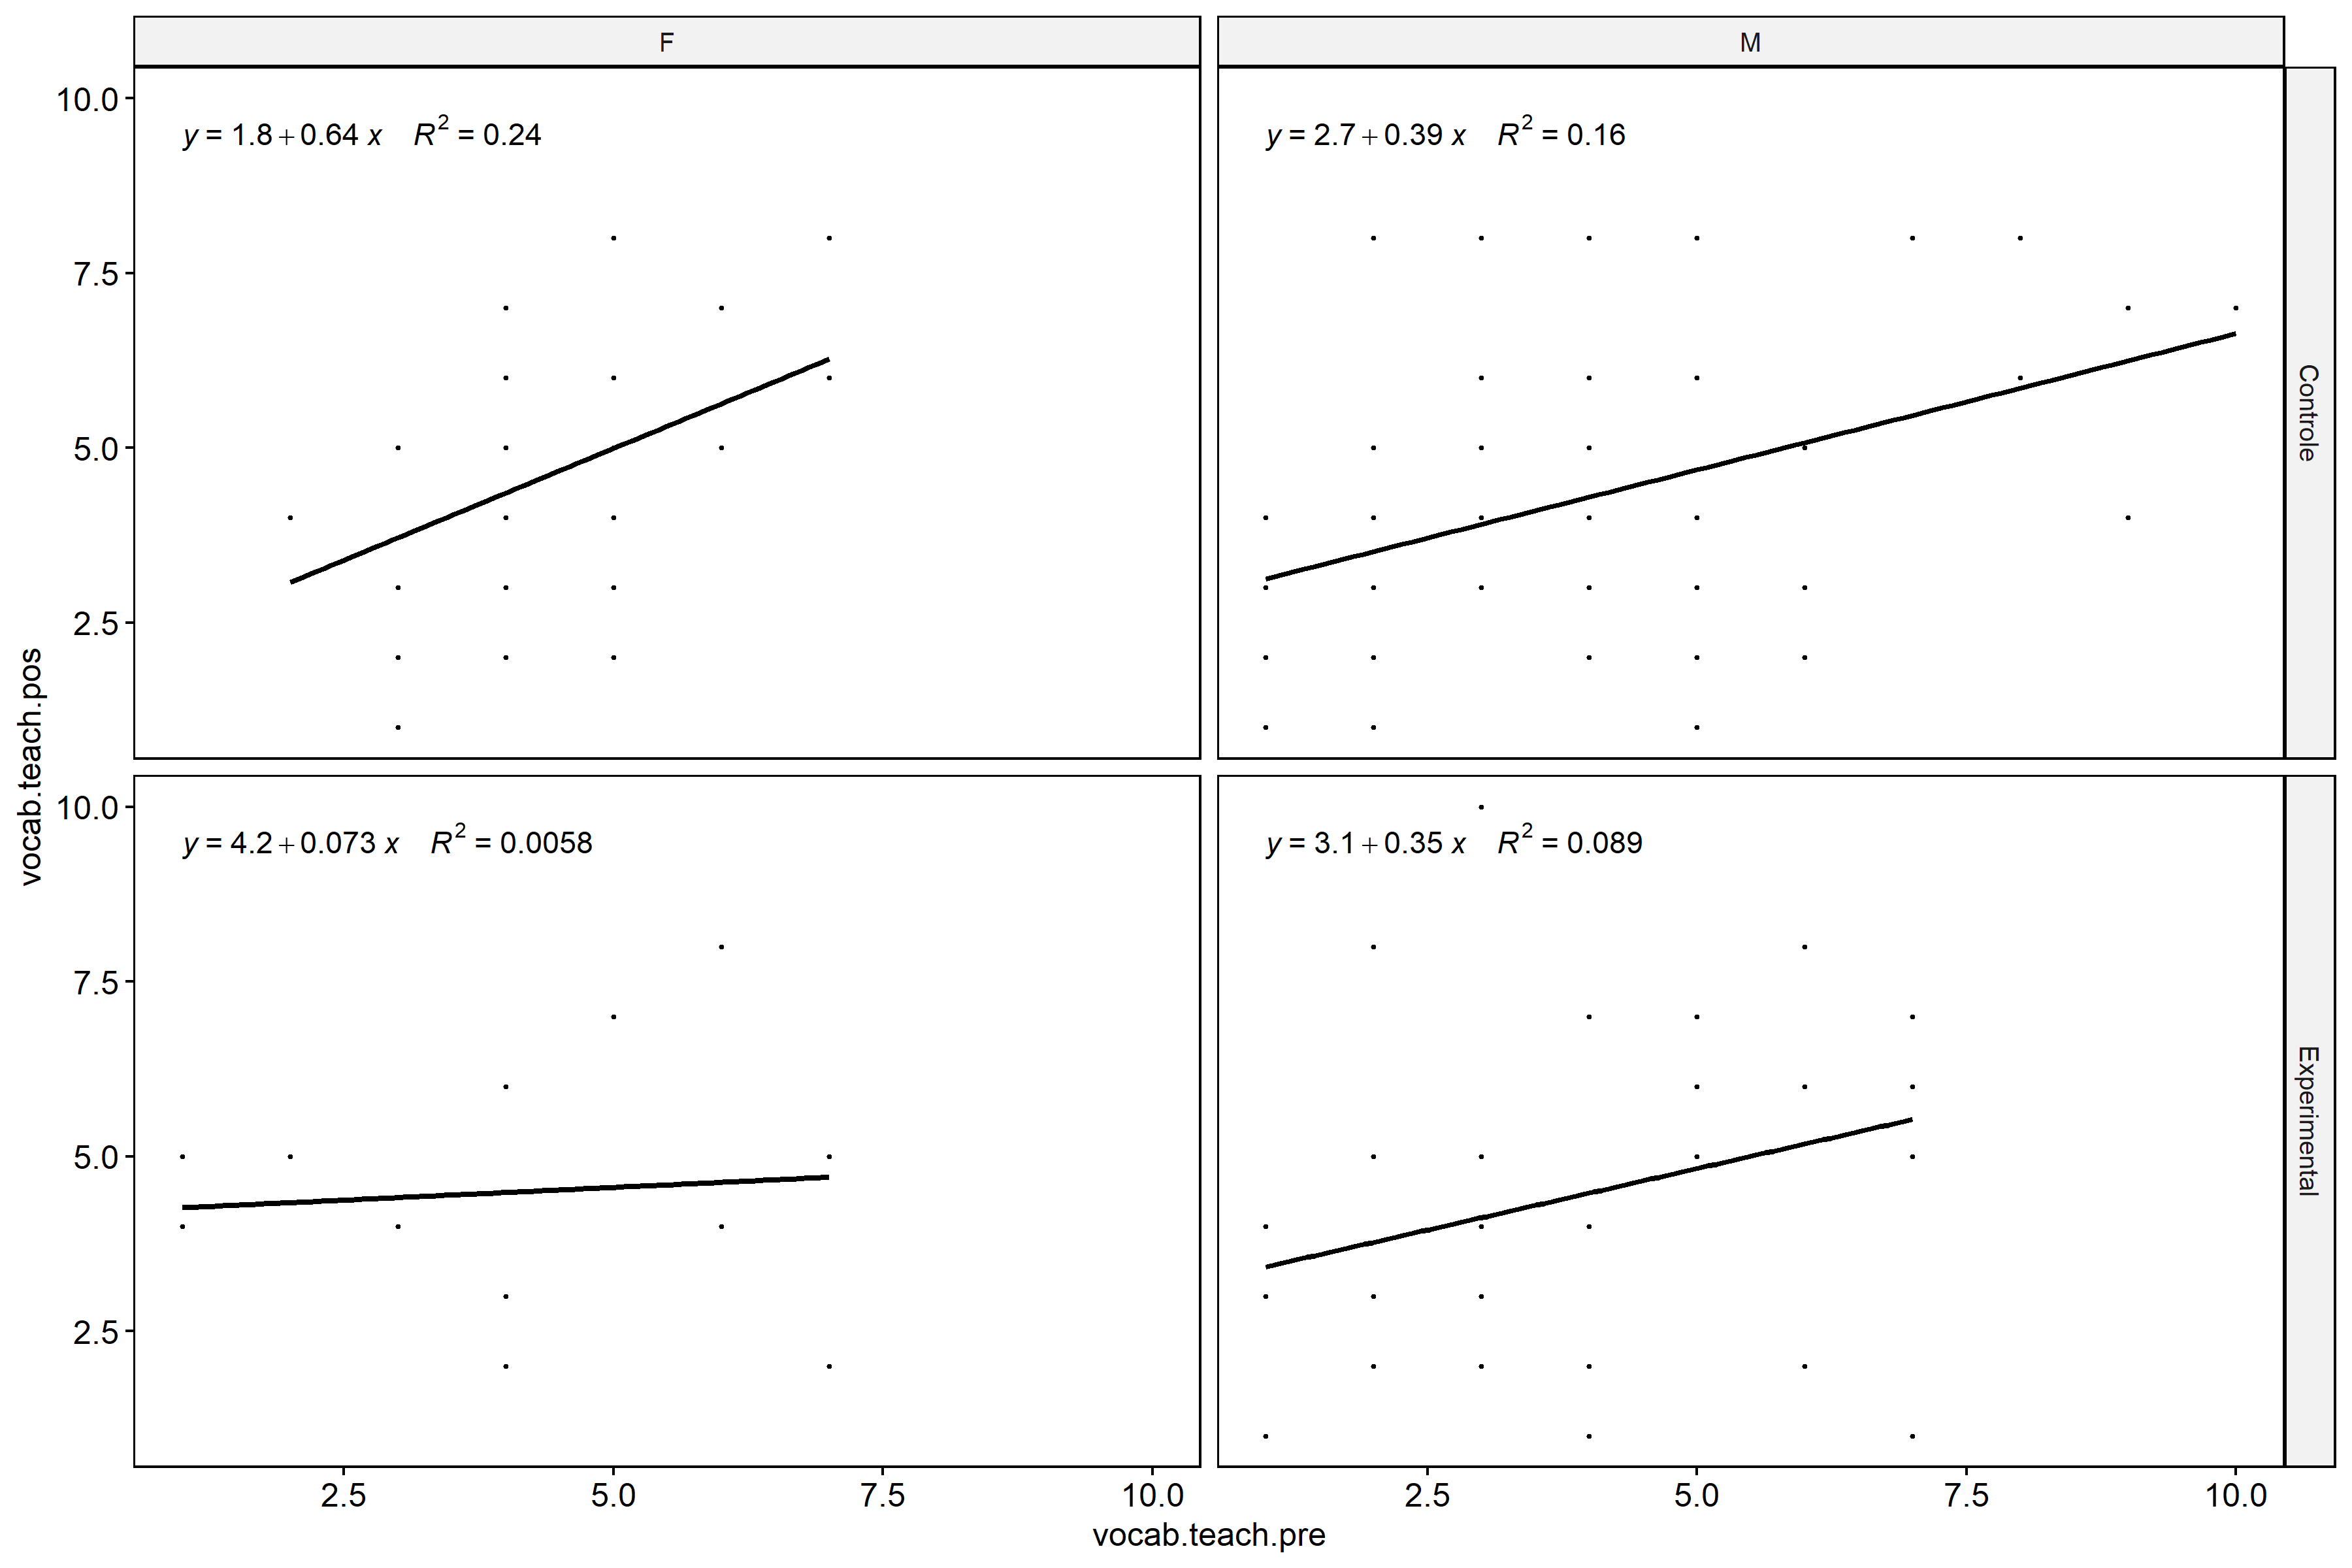 F
M
10.0
7.5
5.0
2.5
y = 1.8 + 0.64 x R² = 0.24
y = 2.7 + 0.39 x R² = 0.16
Controle
vocab.teach.pos
10.0
7.5
5.0
2.5
y = 4.2 + 0.073 x R² = 0.0058
y = 3.1 + 0.35 x R² = 0.089
Experimental
2.5 5.0 7.5 10.0
2.5 5.0 7.5 10.0
vocab.teach.pre